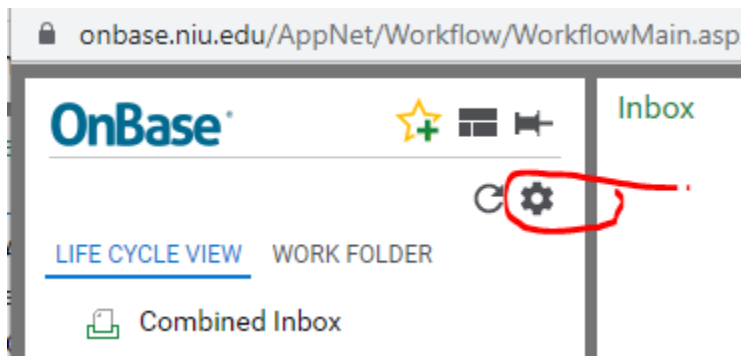 onbase.niu.edu/AppNet/Workflow/WorkflowMain.asp
OnBase
Inbox
LIFE CYCLE VIEW WORK FOLDER
Combined Inbox